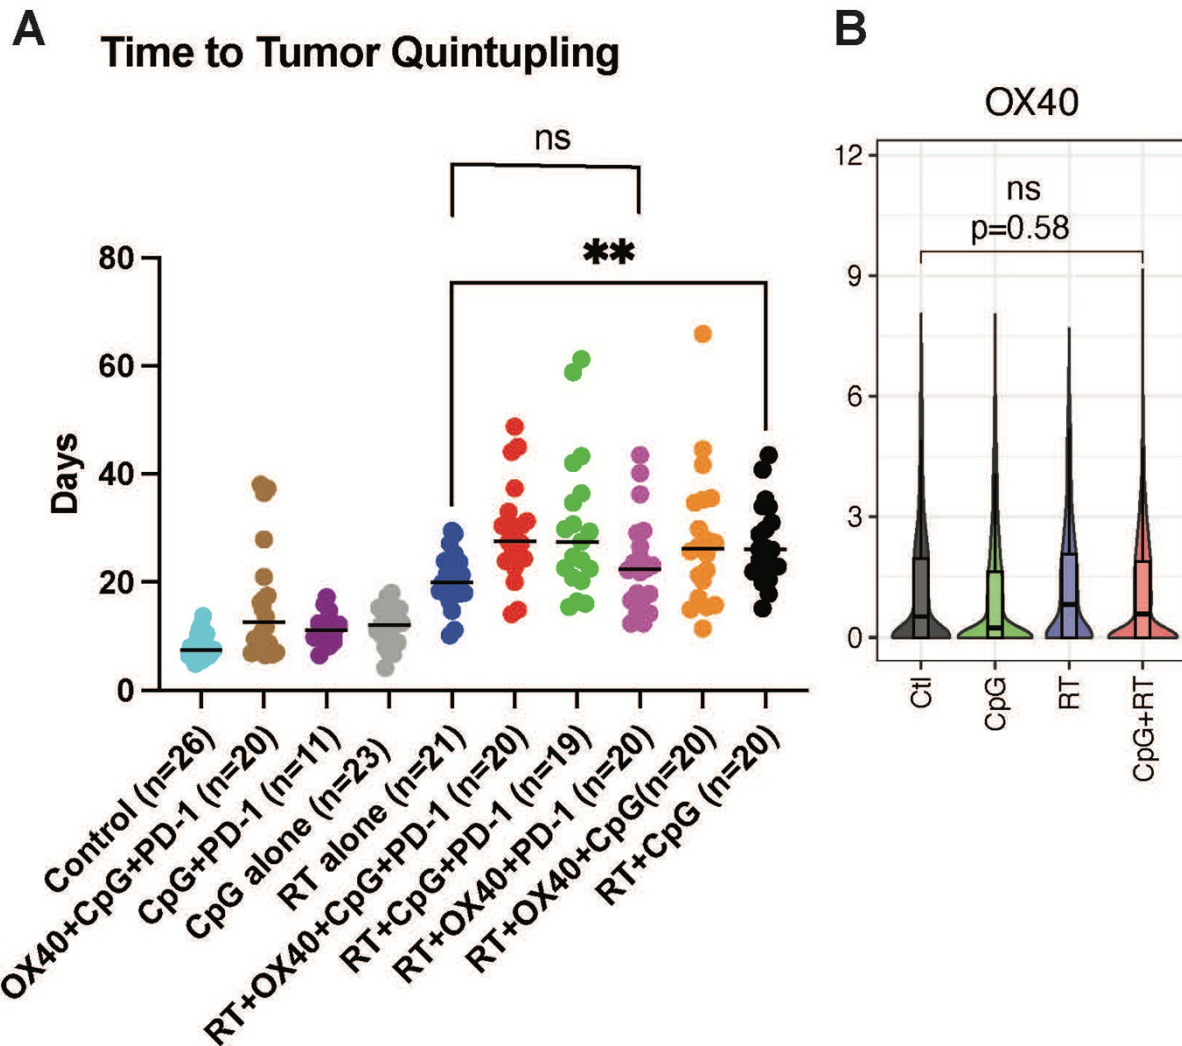 A
Time to Tumor Quintupling
ns
**
80
60
40
20
0
Days
Control (n=26)
OX40+CpG+PD-1 (n=20)
CpG+PD-1 (n=11)
CpG alone (n=23)
RT alone (n=21)
RT+OX40+CpG+PD-1 (n=20)
RT+CpG+PD-1 (n=19)
RT+OX40+PD-1 (n=20)
RT+OX40+CpG(n=20)
RT+CpG (n=20)
B
OX40
12
9
6
3
0
ns
p=0.58
Ctl
CpG
RT
CpG+RT